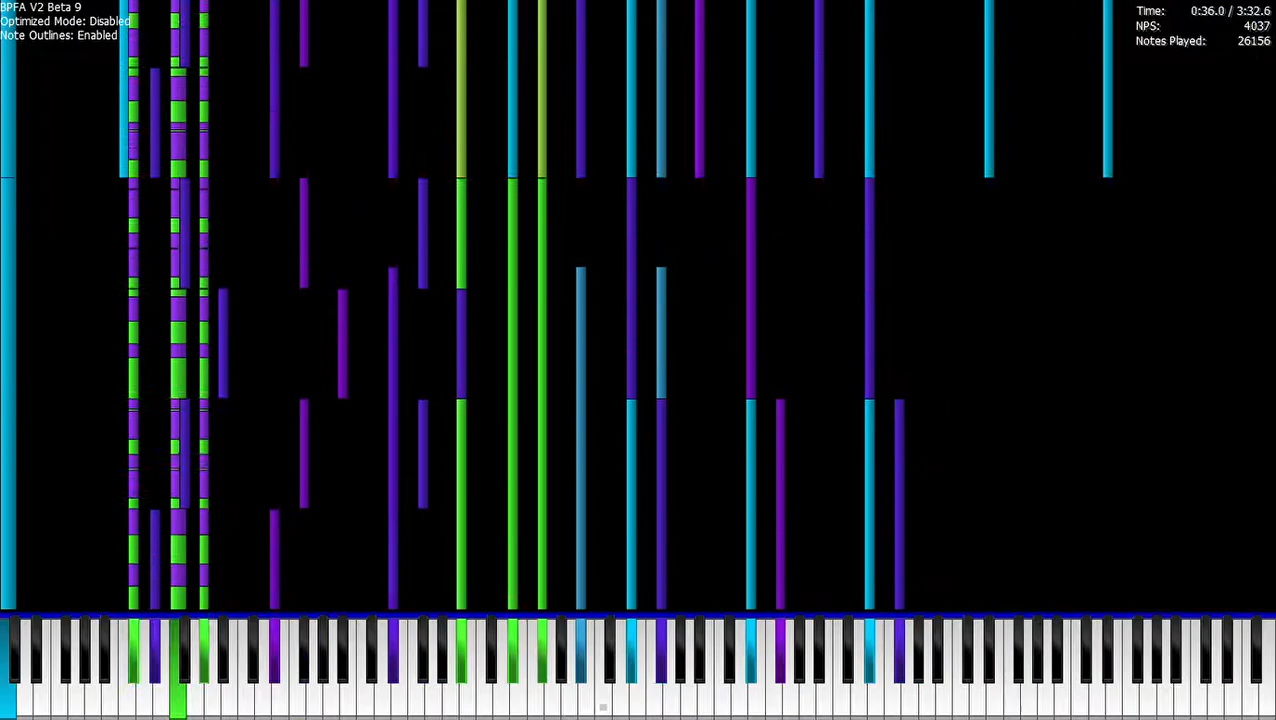 BPFA V2 Beta 9
Optimized Mode: Disabled
Note Outlines: Enabled
Time: 0:36.0 / 3:32.6
NPS: 4037
Notes Played: 26156